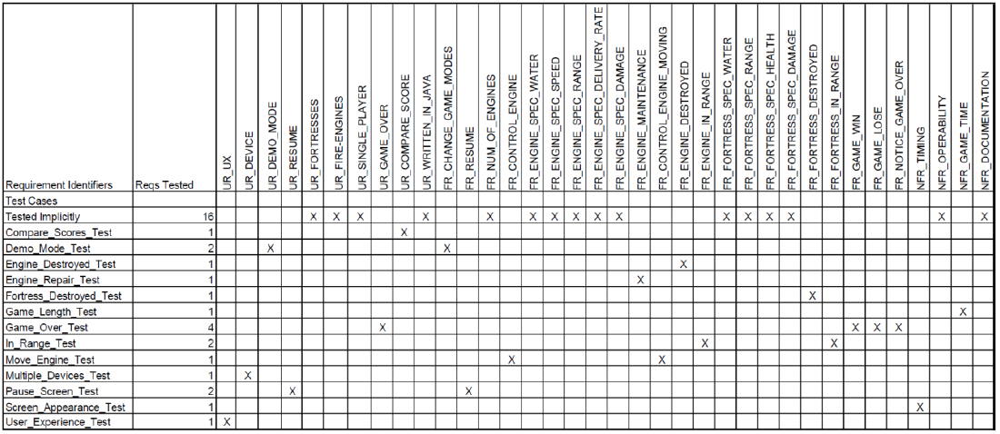 Requirement Identifiers Reqs Tested
UR_UX
UR_DEVICE
UR_DEMO_MODE
UR_RESUME
UR_FORTRESSES
UR_FIRE-ENGINES
UR_SINGLE_PLAYER
UR_GAME_OVER
UR_COMPARE_SCORE
UR_WRITTEN_IN_JAVA
FR_CHANGE_GAME_MODES
FR_RESUME
FR_NUM_OF_ENGINES
FR_CONTROL_ENGINE
FR_ENGINE_SPEC_WATER
FR_ENGINE_SPEC_SPEED
FR_ENGINE_SPEC_RANGE
FR_ENGINE_SPEC_DELIVERY_RATE
FR_ENGINE_SPEC_DAMAGE
FR_ENGINE_MAINTENANCE
FR_CONTROL_ENGINE_MOVING
FR_ENGINE_DESTROYED
FR_ENGINE_IN_RANGE
FR_FORTRESS_SPEC_WATER
FR_FORTRESS_SPEC_RANGE
FR_FORTRESS_SPEC_HEALTH
FR_FORTRESS_SPEC_DAMAGE
FR_FORTRESS_DESTROYED
FR_FORTRESS_IN_RANGE
FR_GAME_WIN
FR_GAME_LOSE
FR_NOTICE_GAME_OVER
NFR_TIMING
NFR_OPEPABILITY
NFR_GAME_TIME
NFR_DOCUMENTATION
Test Cases
Tested Implicitly 16 X X X X X X X X X X X X X X X X
Compare_Scores_Test 1 X
Demo_Mode_Test 2 X X
Engine_Destroyed_Test 1 X
Engine_Repair_Test 1 X
Fortress_Destroyed_Test 1 X
Game_Length_Test 1 X
Game_Over_Test 4 X X X X
In_Range_Test 2 X X
Move_Engine_Test 1 X X
Multiple_Devices_Test 1 X
Pause_Screen_Test 2 X X
Screen_Appearance_Test 1 X
User_Experience_Test 1 X